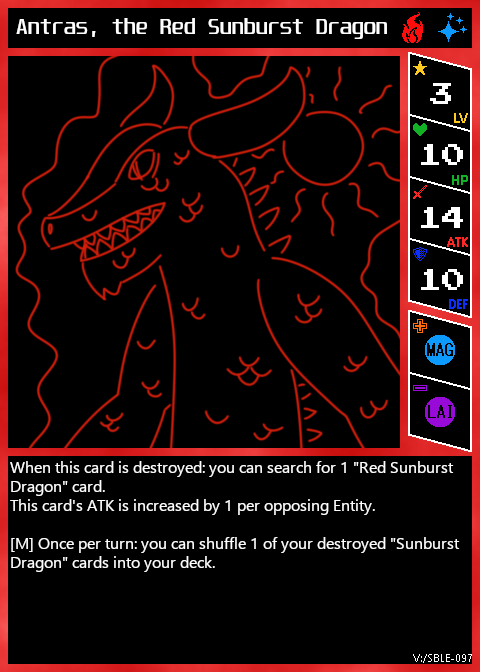 Antras, the Red Sunburst Dragon
3
LV
10
HP
14
ATK
10
DEF
MAG
LAI
When this card is destroyed: you can search for 1 "Red Sunburst
Dragon" card.
This card's ATK is increased by 1 per opposing Entity.
[M] Once per turn: you can shuffle 1 of your destroyed "Sunburst
Dragon" cards into your deck.
V:/SBLE-097